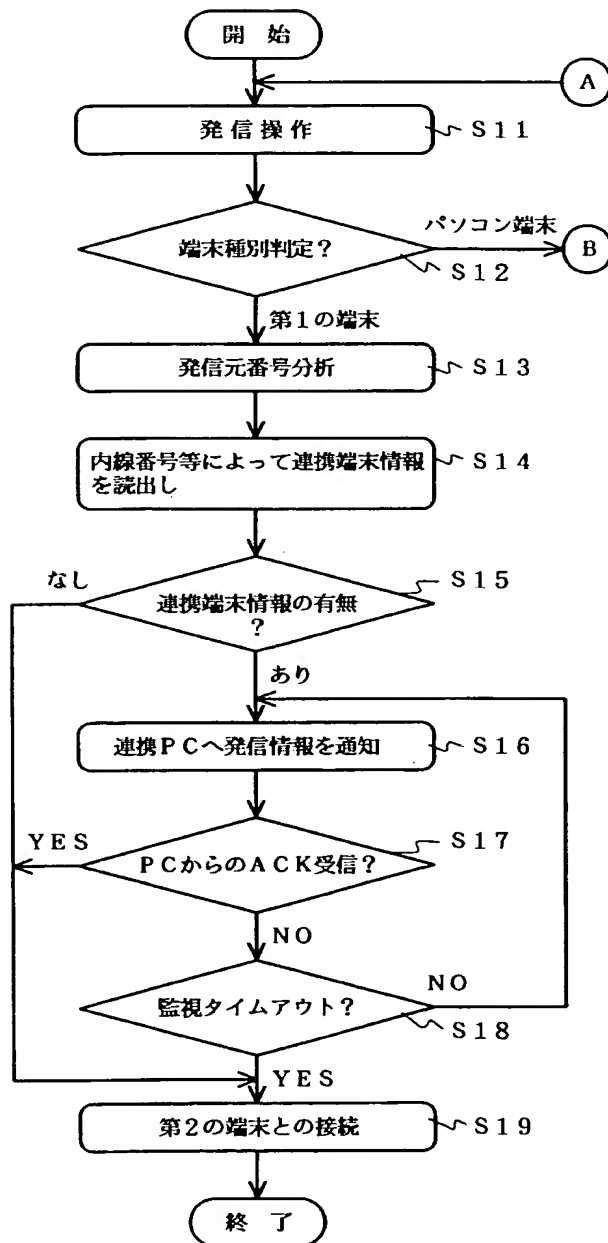 開 始
A
発 信 操 作
S11
パソコン端末
端末種別判定?
B
S12
第1の端末
発信元番号分析
S13
内線番号等によって連携端末情報
を読出し
S14
なし
S15
連携端末情報の有無
?
あり
連携PCへ発信情報を通知
S16
YES
S17
PCからのACK受信?
NO
NO
監視タイムアウト?
S18
YES
第2の端末との接続
S19
終 了